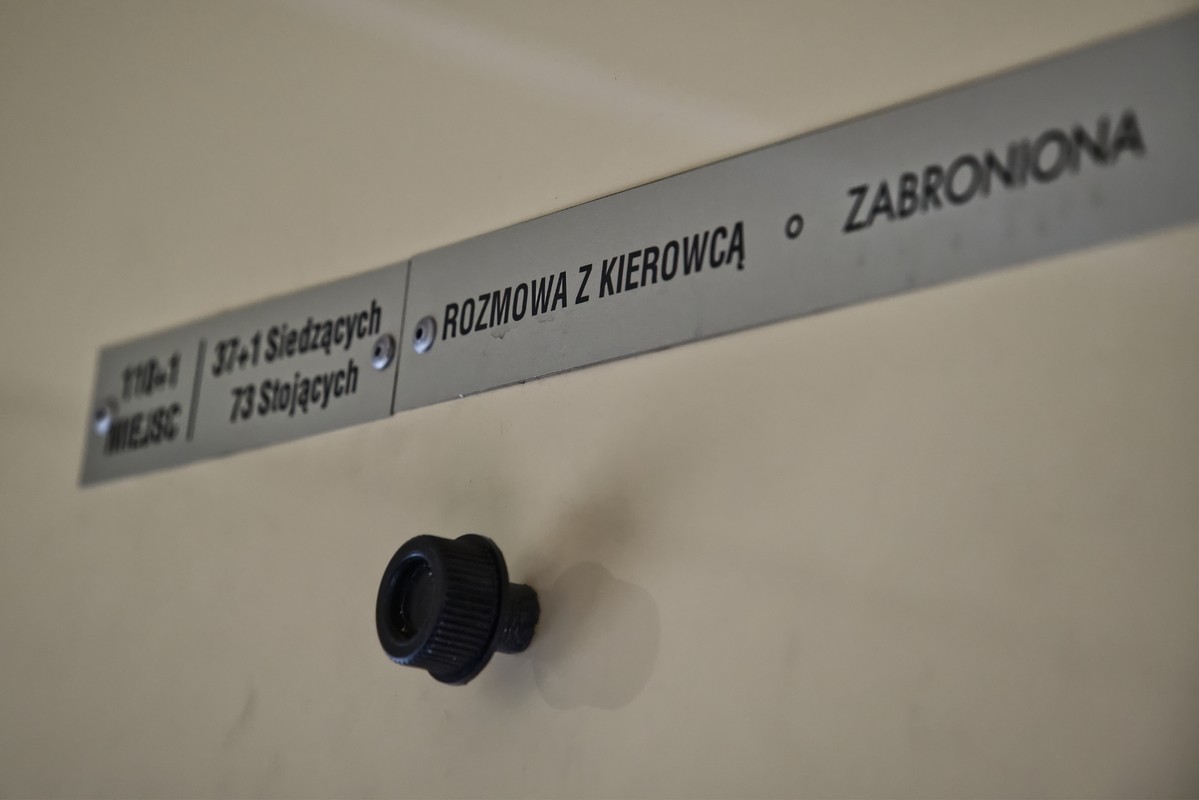 110+1
MIEJSC
37+1 Siedzących
73 Stojących
ROZMOWA Z KIEROWCĄ ZABRONIONA